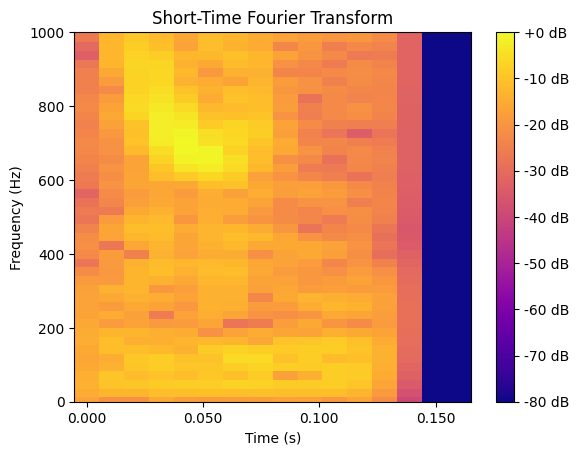 Short-Time Fourier Transform
1000
800
600
400
200
0
Frequency (Hz)
0.000
0.050
0.100
0.150
Time (s)
+0 dB
-10 dB
-20 dB
-30 dB
-40 dB
-50 dB
-60 dB
-70 dB
-80 dB